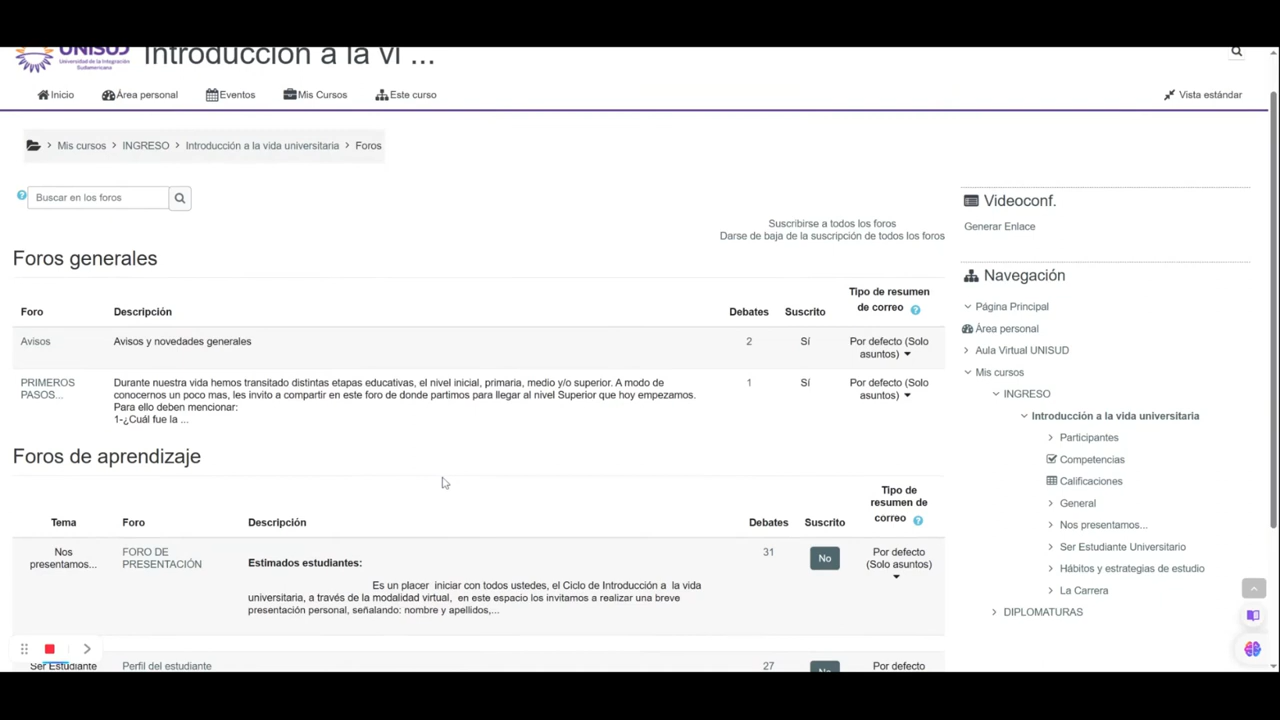 UNISUD
Universidad de la Integración
Sudamericana
Introducción a la vi ...
Inicio
Área personal
Eventos
Mis Cursos
Este curso
Vista estándar
Mis cursos > INGRESO > Introducción a la vida universitaria > Foros
Buscar en los foros
Suscribirse a todos los foros
Darse de baja de la suscripción de todos los foros
Foros generales
Foro
Descripción
Debates
Suscrito
Tipo de resumen
de correo
Avisos
Avisos y novedades generales
2
Sí
Por defecto (Solo
asuntos)
PRIMEROS
PASOS...
Durante nuestra vida hemos transitado distintas etapas educativas, el nivel inicial, primaria, medio y/o superior. A modo de
conocernos un poco mas, les invito a compartir en este foro de donde partimos para llegar al nivel Superior que hoy empezamos.
Para ello deben mencionar:
1-¿Cuál fue la ...
1
Sí
Por defecto (Solo
asuntos)
Foros de aprendizaje
Tema
Foro
Descripción
Debates
Suscrito
Tipo de
resumen de
correo
Nos
presentamos...
FORO DE
PRESENTACIÓN
Estimados estudiantes:
Es un placer iniciar con todos ustedes, el Ciclo de Introducción a la vida
universitaria, a través de la modalidad virtual, en este espacio los invitamos a realizar una breve
presentación personal, señalando: nombre y apellidos,...
31
No
Por defecto
(Solo asuntos)
Ser Estudiante
Perfil del estudiante
27
No
Por defecto
Videoconf.
Generar Enlace
Navegación
Página Principal
Área personal
Aula Virtual UNISUD
Mis cursos
INGRESO
Introducción a la vida universitaria
Participantes
Competencias
Calificaciones
General
Nos presentamos...
Ser Estudiante Universitario
Hábitos y estrategias de estudio
La Carrera
DIPLOMATURAS